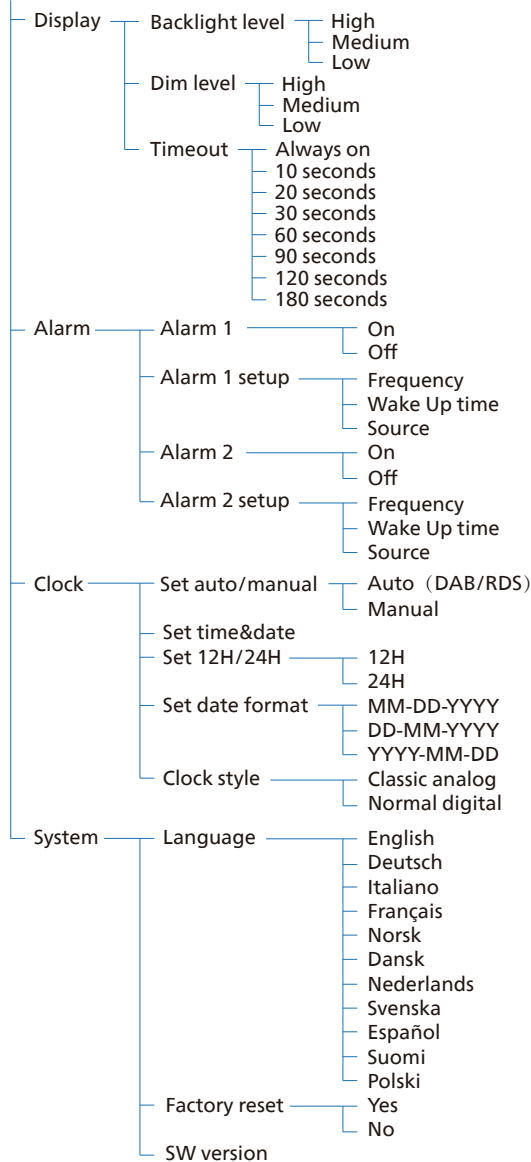 Display Backlight level High
Medium
Low
Dim level High
Medium
Low
Timeout Always on
10 seconds
20 seconds
30 seconds
60 seconds
90 seconds
120 seconds
180 seconds
Alarm Alarm 1 On
Off
Alarm 1 setup Frequency
Wake Up time
Source
Alarm 2 On
Off
Alarm 2 setup Frequency
Wake Up time
Source
Clock Set auto/manual Auto（DAB/RDS）
Manual
Set time&date
Set 12H/24H 12H
24H
Set date format MM-DD-YYYY
DD-MM-YYYY
YYYY-MM-DD
Clock style Classic analog
Normal digital
System Language English
Deutsch
Italiano
Français
Norsk
Dansk
Nederlands
Svenska
Español
Suomi
Polski
Factory reset Yes
No
SW version